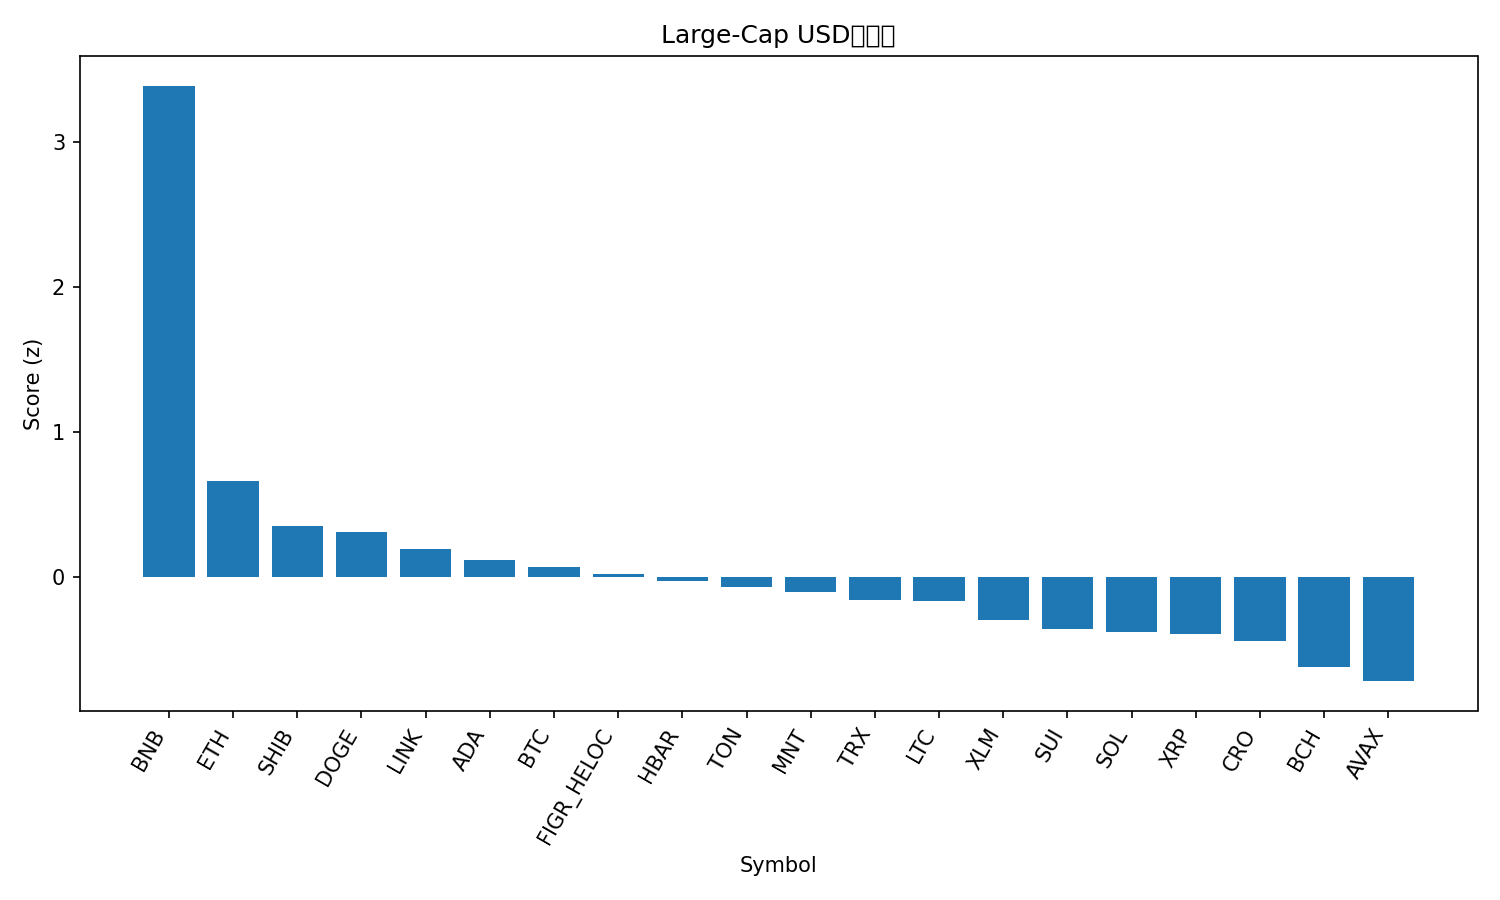 Large-Cap USD
Score (z)
3
2
1
0
BNB
ETH
SHIB
DOGE
LINK
ADA
BTC
FIGR_HELOC
HBAR
TON
MNT
TRX
LTC
XLM
SUI
SOL
XRP
CRO
BCH
AVAX
Symbol